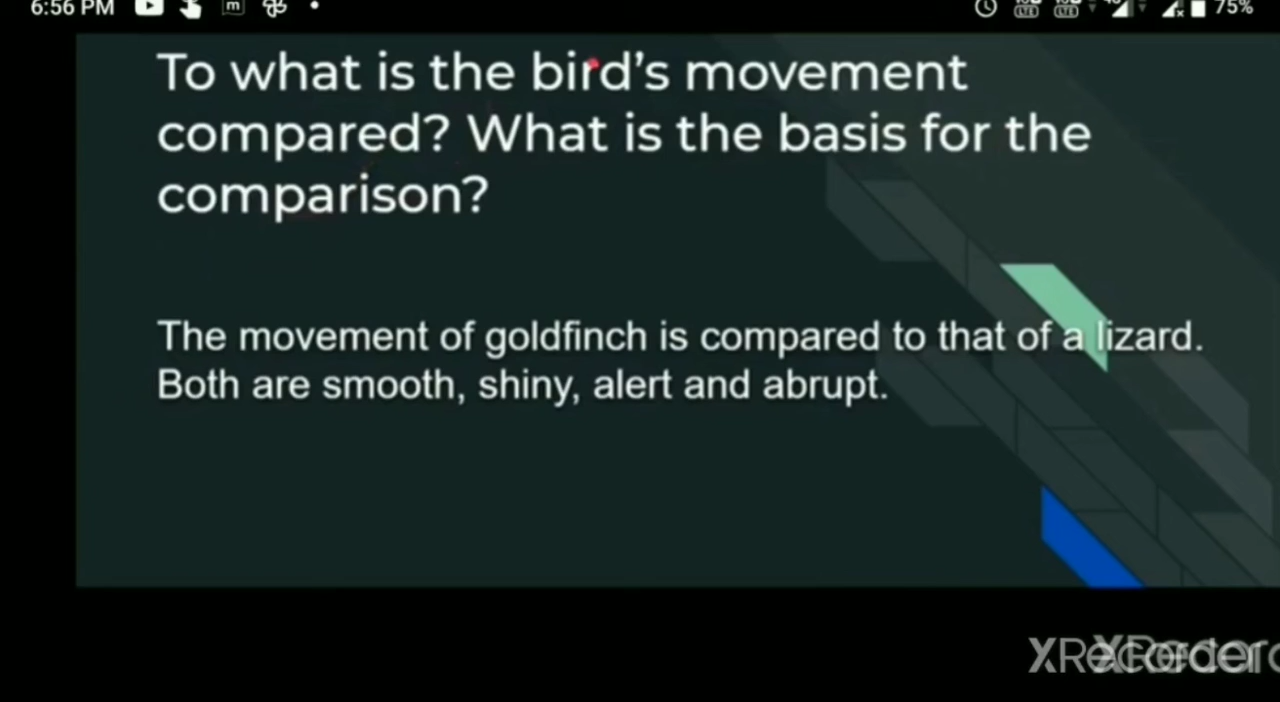 6:56 PM
m
75%
To what is the bird's movement
compared? What is the basis for the
comparison?
The movement of goldfinch is compared to that of a lizard.
Both are smooth, shiny, alert and abrupt.
XRecorder